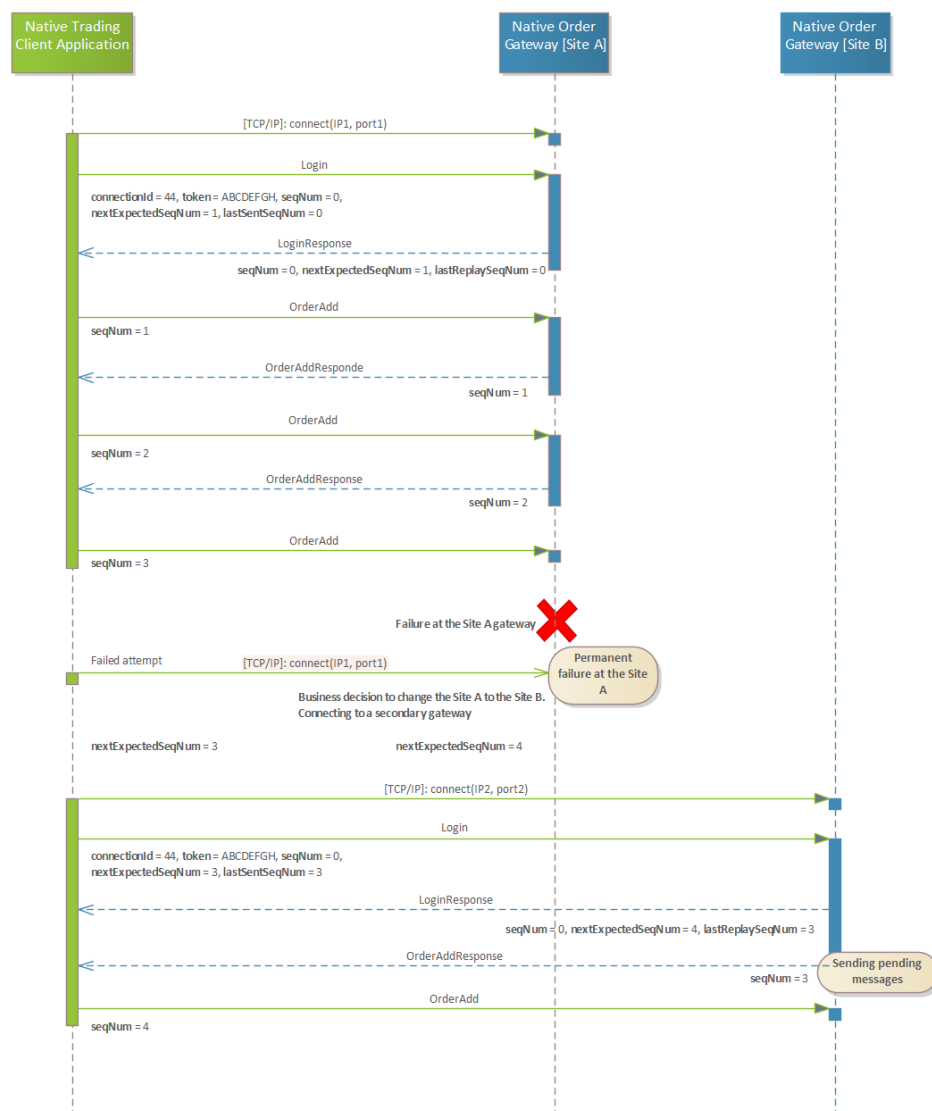 Native Trading
Client Application
Native Order
Gateway [Site A]
Native Order
Gateway [Site B]
[TCP/IP]: connect(IP1, port1)
Login
connectionId = 44, token = ABCDEFGH, seqNum = 0,
nextExpectedSeqNum = 1, lastSentSeqNum = 0
LoginResponse
seqNum = 0, nextExpectedSeqNum = 1, lastReplaySeqNum = 0
OrderAdd
seqNum = 1
OrderAddResponde
seqNum = 1
OrderAdd
seqNum = 2
OrderAddResponse
seqNum = 2
OrderAdd
seqNum = 3
Failure at the Site A gateway
Failed attempt
[TCP/IP]: connect(IP1, port1)
Permanent
failure at the Site
A
Business decision to change the Site A to the Site B.
Connecting to a secondary gateway
nextExpectedSeqNum = 3
nextExpectedSeqNum = 4
[TCP/IP]: connect(IP2, port2)
Login
connectionId = 44, token = ABCDEFGH, seqNum = 0,
nextExpectedSeqNum = 3, lastSentSeqNum = 3
LoginResponse
seqNum = 0, nextExpectedSeqNum = 4, lastReplaySeqNum = 3
OrderAddResponse
Sending pending
messages
seqNum = 3
OrderAdd
seqNum = 4